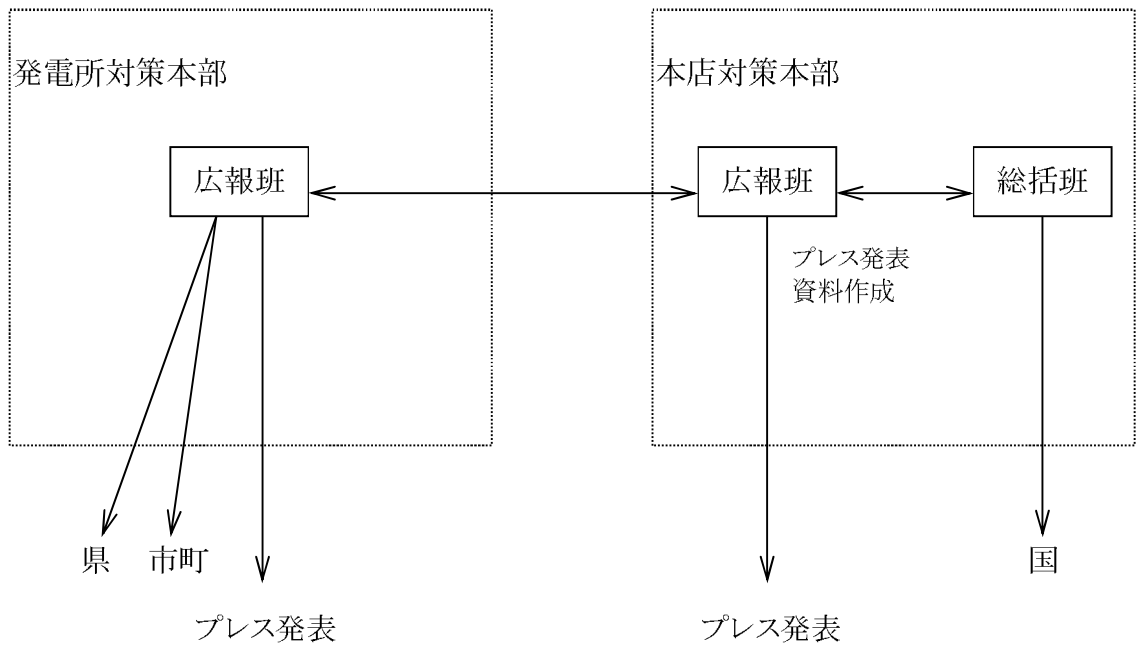 発電所対策本部
本店対策本部
広報班
広報班
総括班
プレス発表
資料作成
県
市町
国
プレス発表
プレス発表